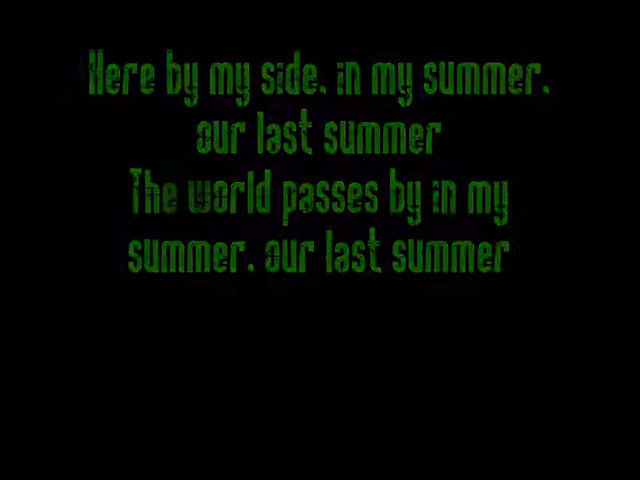 Here by my side, in my summer,
our last summer
The world passes by in my
summer, our last summer